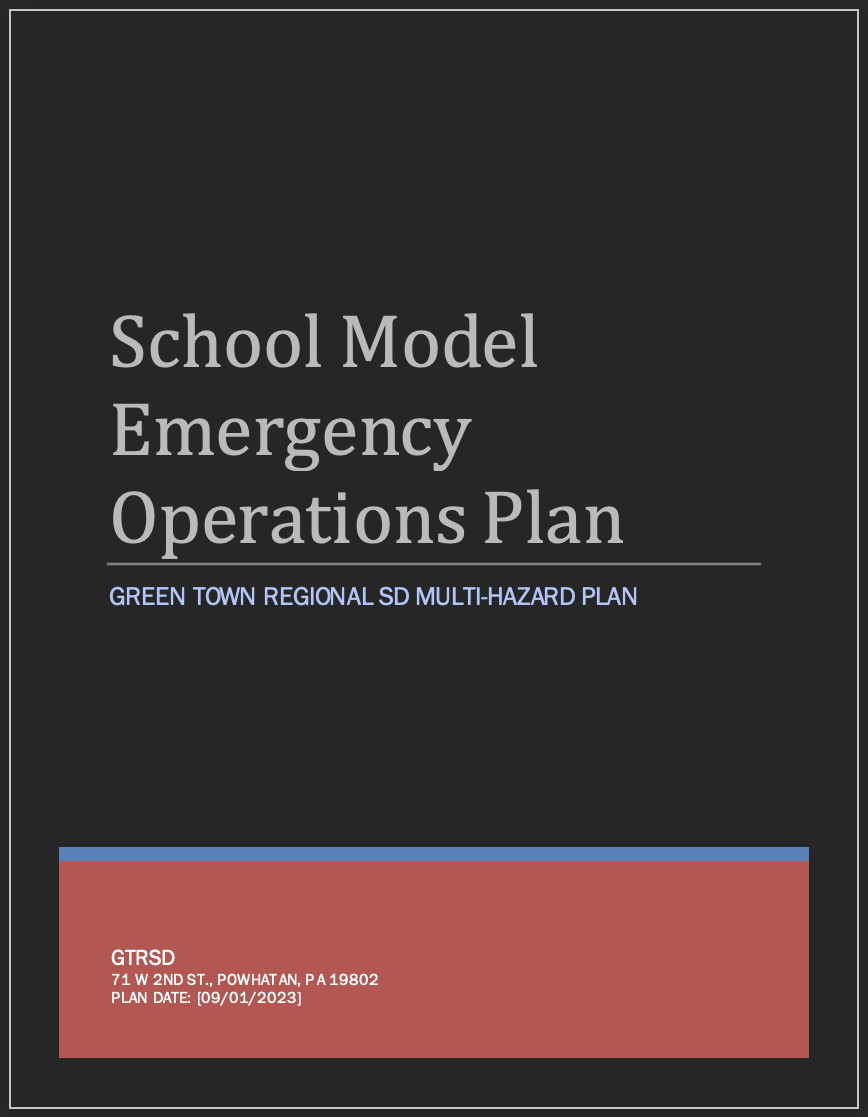 School Model
Emergency
Operations Plan
GREEN TOWN REGIONAL SD MULTI-HAZARD PLAN
GTRSD
71 W 2ND ST., POWHATAN, PA 19802
PLAN DATE: [09/01/2023]